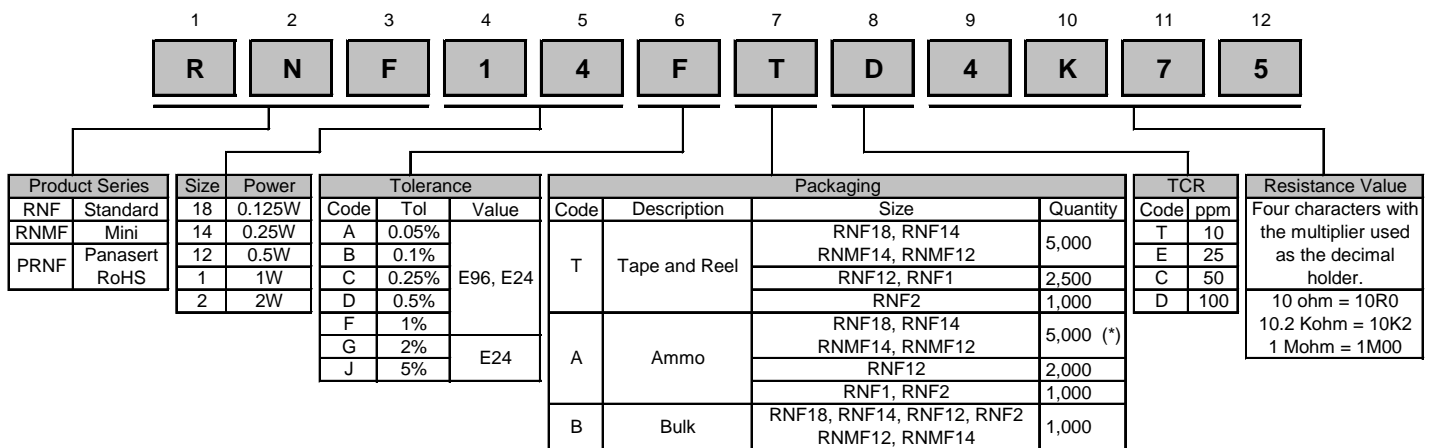 1 2 3 4 5 6 7 8 9 10 11 12
R N F 1 4 F T D 4 K 7 5
Product Series
RNF Standard
RNMF Mini
PRNF Panasert
RoHS
Size Power
18 0.125W
14 0.25W
12 0.5W
1 1W
2 2W
Tolerance
Code Tol Value
A 0.05%
B 0.1%
C 0.25% E96, E24
D 0.5%
F 1%
G 2% E24
J 5%
Packaging
Code Description Size Quantity
T Tape and Reel RNF18, RNF14
RNMF14, RNMF12 5,000
RNF12, RNF1 2,500
RNF2 1,000
A Ammo RNF18, RNF14
RNMF14, RNMF12 5,000 (*)
RNF12 2,000
RNF1, RNF2 1,000
B Bulk RNF18, RNF14, RNF12, RNF2
RNMF12, RNMF14 1,000
TCR
Code ppm
T 10
E 25
C 50
D 100
Resistance Value
Four characters with
the multiplier used
as the decimal
holder.
10 ohm = 10R0
10.2 Kohm = 10K2
1 Mohm = 1M00